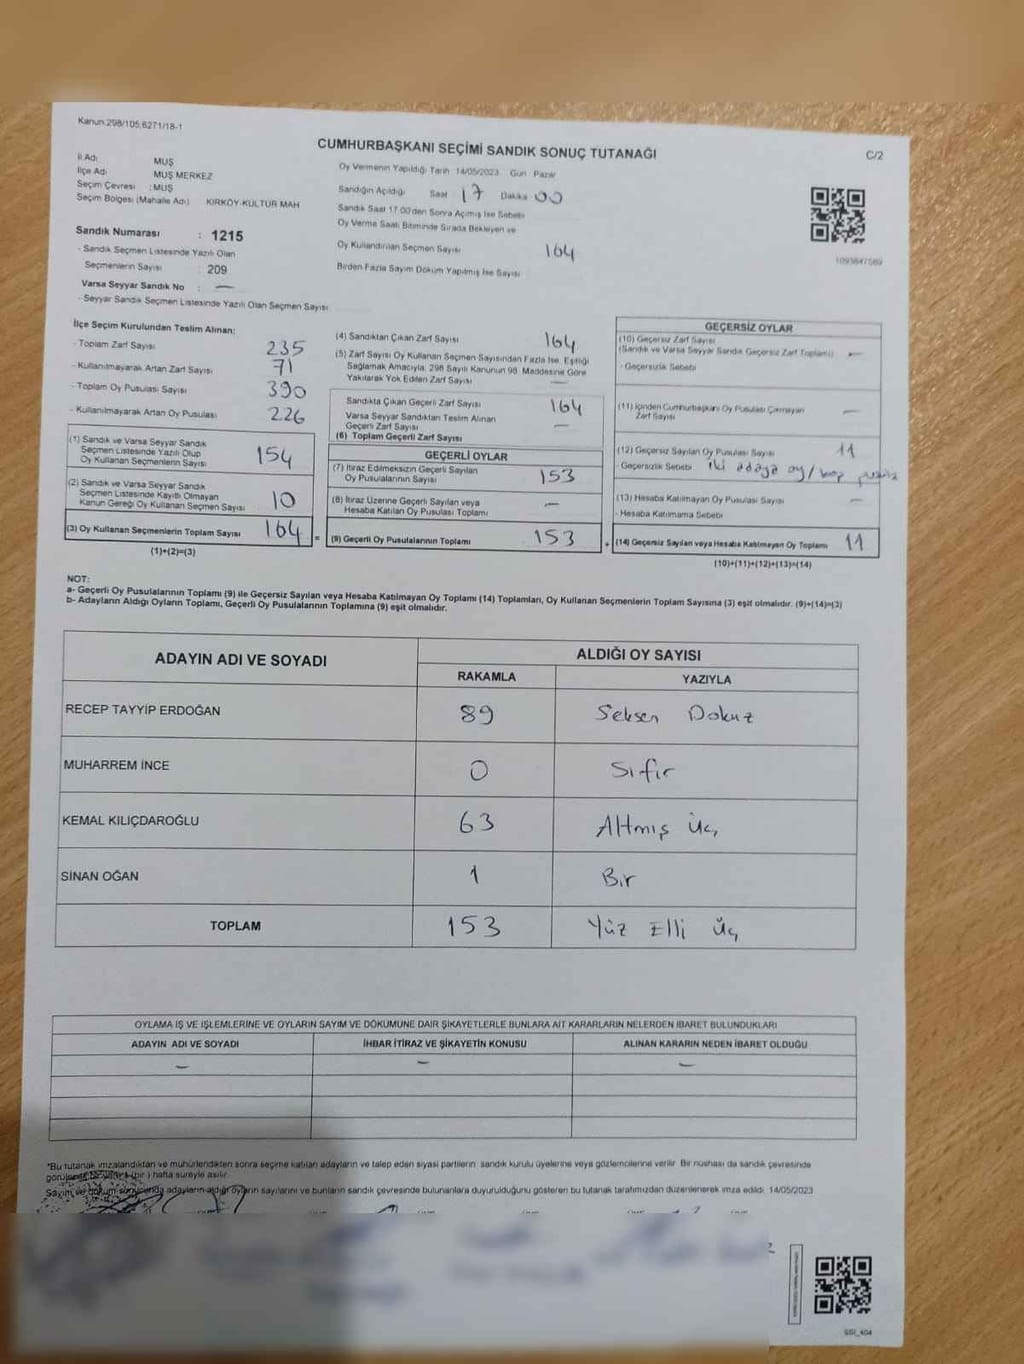 Kanun.298/105,6271/18-1
CUMHURBAŞKANI SEÇİMİ SANDIK SONUÇ TUTANAĞI
C/2
İl Adı MUŞ
İlçe Adı MUŞ MERKEZ
Seçim Çevresi : MUŞ
Seçim Bölgesi (Mahalle Adı) KIRKÖY-KÜLTÜR MAH
Sandık Numarası : 1215
- Sandık Seçmen Listesinde Yazılı Olan
Seçmenlerin Sayısı : 209
Varsa Seyyar Sandık No : —
- Seyyar Sandık Seçmen Listesinde Yazılı Olan Seçmen Sayısı
Oy Vermenin Yapıldığı Tarih 14/05/2023 Gün Pazar
Sandığın Açıldığı Saat 17 Dakika 00
Sandık Saat 17.00'den Sonra Açılmış İse Sebebi
Oy Verme Saati Bitiminde Sırada Bekleyen ve
Oy Kullandırılan Seçmen Sayısı 164
Birden Fazla Sayım Döküm Yapılmış İse Sayısı
1093847589
İlçe Seçim Kurulundan Teslim Alınan:
- Toplam Zarf Sayısı 235
- Kullanılmayarak Artan Zarf Sayısı 71
- Toplam Oy Pusulası Sayısı 390
- Kullanılmayarak Artan Oy Pusulası 226
(1) Sandık ve Varsa Seyyar Sandık
Seçmen Listesinde Yazılı Olup
Oy Kullanan Seçmenlerin Sayısı 154
(2) Sandık ve Varsa Seyyar Sandık
Seçmen Listesinde Kayıtlı Olmayan
Kanun Gereği Oy Kullanan Seçmen Sayısı 10
(3) Oy Kullanan Seçmenlerin Toplam Sayısı 164
(1)+(2)=(3)
(4) Sandıktan Çıkan Zarf Sayısı 164
(5) Zarf Sayısı Oy Kullanan Seçmen Sayısından Fazla İse, Eşitliği
Sağlamak Amacıyla, 298 Sayılı Kanunun 98. Maddesine Göre
Yakılarak Yok Edilen Zarf Sayısı —
Sandıkta Çıkan Geçerli Zarf Sayısı 164
Varsa Seyyar Sandıktan Teslim Alınan
Geçerli Zarf Sayısı —
(6) Toplam Geçerli Zarf Sayısı
GEÇERLİ OYLAR
(7) İtiraz Edilmeksizin Geçerli Sayılan
Oy Pusulalarının Sayısı 153
(8) İtiraz Üzerine Geçerli Sayılan veya
Hesaba Katılan Oy Pusulası Toplamı —
= (9) Geçerli Oy Pusulalarının Toplamı 153
GEÇERSİZ OYLAR
(10) Geçersiz Zarf Sayısı
(Sandık ve Varsa Seyyar Sandık Geçersiz Zarf Toplamı) —
- Geçersizlik Sebebi
(11) İçinden Cumhurbaşkanı Oy Pusulası Çıkmayan
Zarf Sayısı —
(12) Geçersiz Sayılan Oy Pusulası Sayısı 11
- Geçersizlik Sebebi iki adaya oy /
(13) Hesaba Katılmayan Oy Pusulası Sayısı —
- Hesaba Katılmama Sebebi
+ (14) Geçersiz Sayılan veya Hesaba Katılmayan Oy Toplamı 11
(10)+(11)+(12)+(13)=(14)
NOT:
a- Geçerli Oy Pusulalarının Toplamı (9) ile Geçersiz Sayılan veya Hesaba Katılmayan Oy Toplamı (14) Toplamları, Oy Kullanan Seçmenlerin Toplam Sayısına (3) eşit olmalıdır. (9)+(14)=(3)
b- Adayların Aldığı Oyların Toplamı, Geçerli Oy Pusulalarının Toplamına (9) eşit olmalıdır.
ADAYIN ADI VE SOYADI
ALDIĞI OY SAYISI
RAKAMLA YAZIYLA
RECEP TAYYİP ERDOĞAN 89 Seksen Dokuz
MUHARREM İNCE 0 Sıfır
KEMAL KILIÇDAROĞLU 63 Altmış Üç
SİNAN OĞAN 1 Bir
TOPLAM 153 Yüz Elli Üç
OYLAMA İŞ VE İŞLEMLERİNE VE OYLARIN SAYIM VE DÖKÜMÜNE DAİR ŞİKAYETLERLE BUNLARA AİT KARARLARIN NELERDEN İBARET BULUNDUKLARI
ADAYIN ADI VE SOYADI İHBAR İTİRAZ VE ŞİKAYETİN KONUSU ALINAN KARARIN NEDEN İBARET OLDUĞU
— — —
*Bu tutanak imzalandıktan ve mühürlendikten sonra seçime katılan adayların ve talep eden siyasi partilerin sandık kurulu üyelerine veya gözlemcilerine verilir. Bir nüshası da sandık çevresinde
hafta süreyle asılır.
Sayım ve döküm sonucunda adayların aldığı oyların sayılarını ve bunların sandık çevresinde bulunanlara duyurulduğunu gösteren bu tutanak tarafımızdan düzenlenerek imza edildi. 14/05/2023